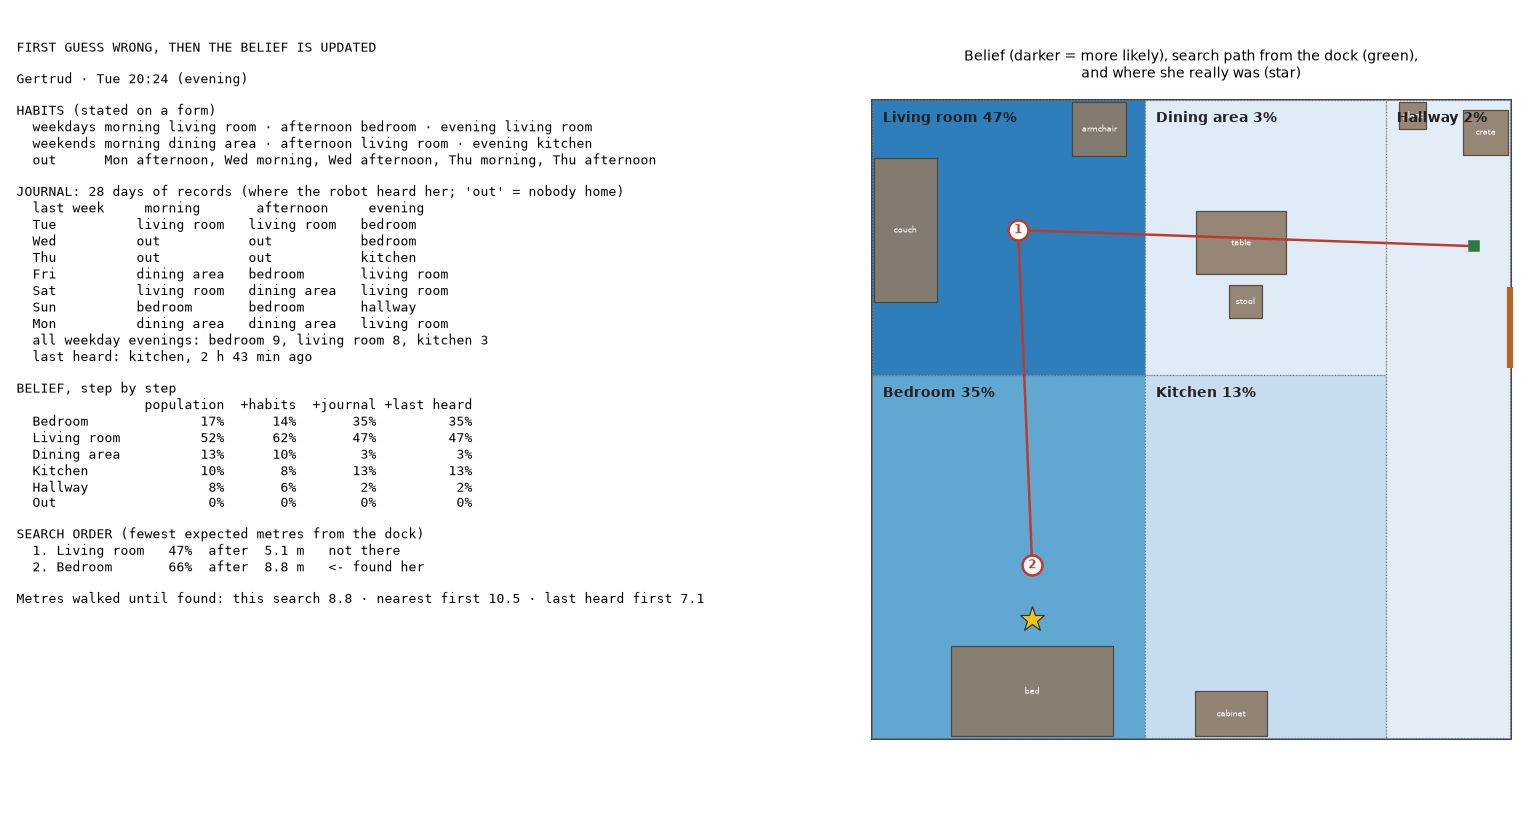 FIRST GUESS WRONG, THEN THE BELIEF IS UPDATED
Gertrud · Tue 20:24 (evening)
HABITS (stated on a form)
weekdays morning living room · afternoon bedroom · evening living room
weekends morning dining area · afternoon living room · evening kitchen
out      Mon afternoon, Wed morning, Wed afternoon, Thu morning, Thu afternoon
JOURNAL: 28 days of records (where the robot heard her; 'out' = nobody home)
last week     morning       afternoon     evening
Tue          living room   living room   bedroom
Wed          out           out           bedroom
Thu          out           out           kitchen
Fri          dining area   bedroom       living room
Sat          living room   dining area   living room
Sun          bedroom       bedroom       hallway
Mon          dining area   dining area   living room
all weekday evenings: bedroom 9, living room 8, kitchen 3
last heard: kitchen, 2 h 43 min ago
BELIEF, step by step
population  +habits  +journal +last heard
Bedroom              17%      14%       35%         35%
Living room          52%      62%       47%         47%
Dining area          13%      10%        3%          3%
Kitchen              10%       8%       13%         13%
Hallway               8%       6%        2%          2%
Out                   0%       0%        0%          0%
SEARCH ORDER (fewest expected metres from the dock)
1. Living room   47%  after  5.1 m   not there
2. Bedroom       66%  after  8.8 m   <- found her
Metres walked until found: this search 8.8 · nearest first 10.5 · last heard first 7.1
Belief (darker = more likely), search path from the dock (green),
and where she really was (star)
Living room 47%
Dining area 3%
Hallway 2%
armchair
crate
couch
1
table
stool
Bedroom 35%
Kitchen 13%
2
bed
cabinet